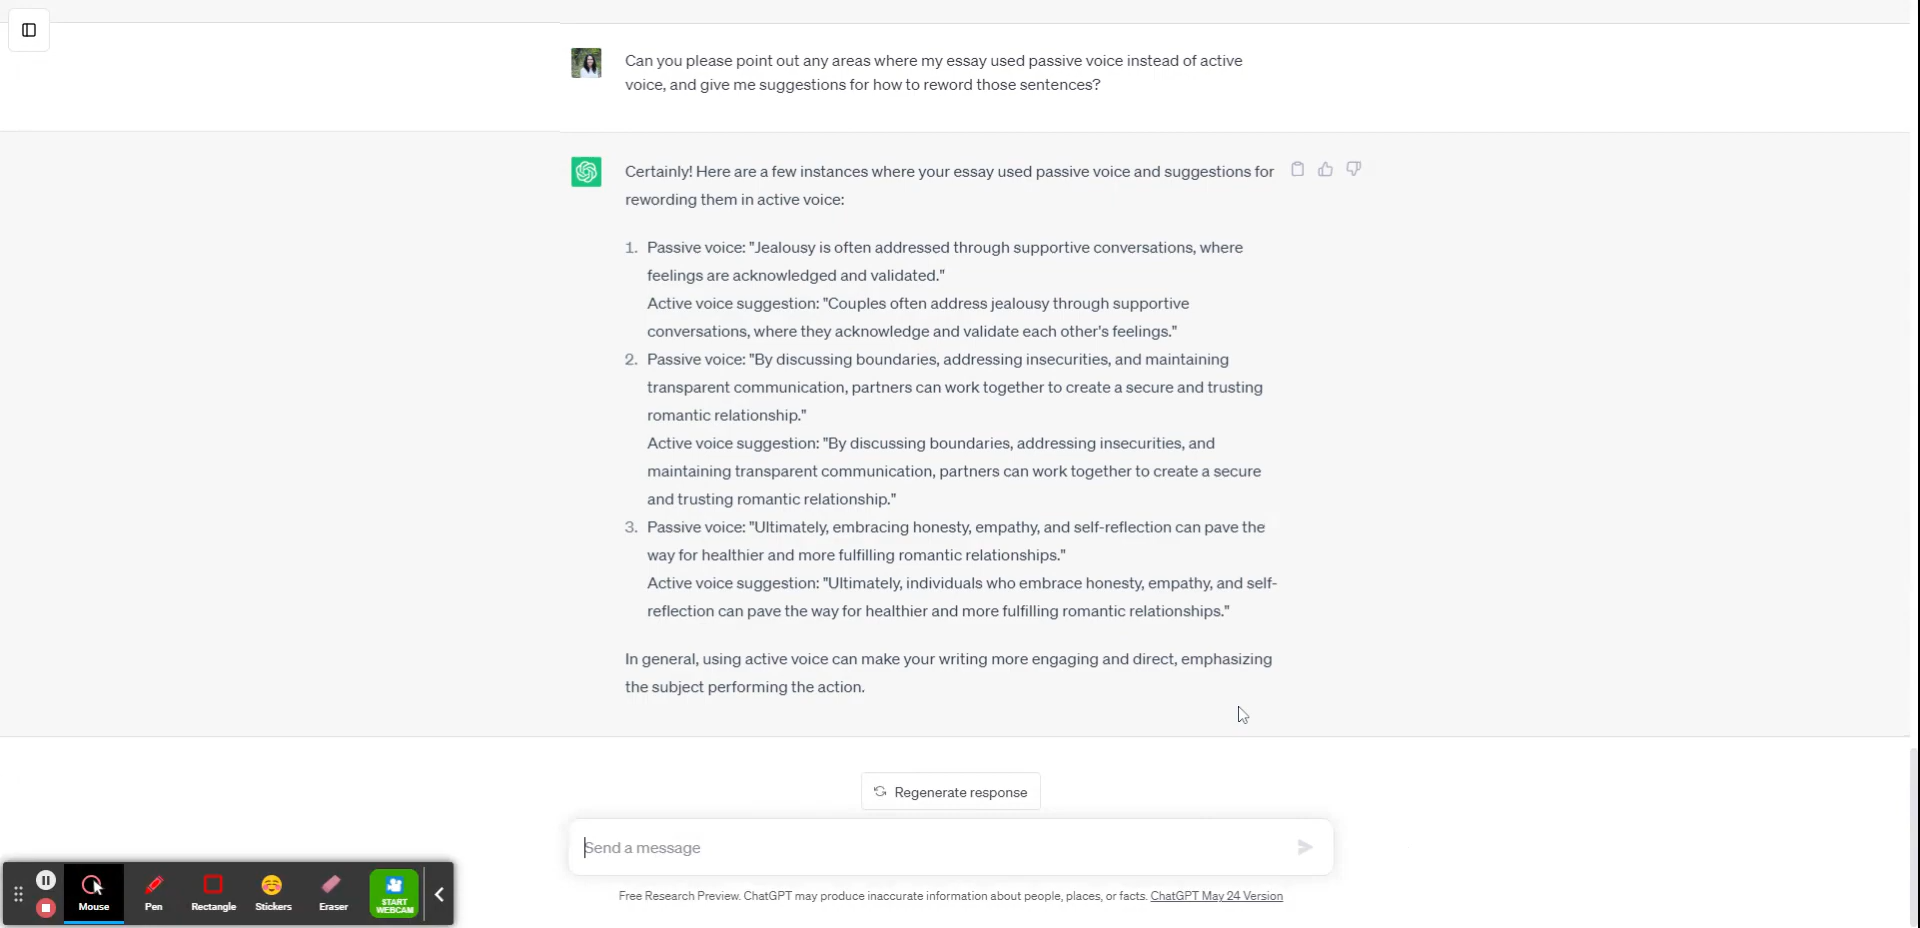 Can you please point out any areas where my essay used passive voice instead of active
voice, and give me suggestions for how to reword those sentences?
Certainly! Here are a few instances where your essay used passive voice and suggestions for
rewording them in active voice:
1. Passive voice: "Jealousy is often addressed through supportive conversations, where
feelings are acknowledged and validated."
Active voice suggestion: "Couples often address jealousy through supportive
conversations, where they acknowledge and validate each other's feelings."
2. Passive voice: "By discussing boundaries, addressing insecurities, and maintaining
transparent communication, partners can work together to create a secure and trusting
romantic relationship."
Active voice suggestion: "By discussing boundaries, addressing insecurities, and
maintaining transparent communication, partners can work together to create a secure
and trusting romantic relationship."
3. Passive voice: "Ultimately, embracing honesty, empathy, and self-reflection can pave the
way for healthier and more fulfilling romantic relationships."
Active voice suggestion: "Ultimately, individuals who embrace honesty, empathy, and self-
reflection can pave the way for healthier and more fulfilling romantic relationships."
In general, using active voice can make your writing more engaging and direct, emphasizing
the subject performing the action.
Regenerate response
Send a message
Free Research Preview. ChatGPT may produce inaccurate information about people, places, or facts. ChatGPT May 24 Version
Mouse Pen Rectangle Stickers Eraser START
WEBCAM